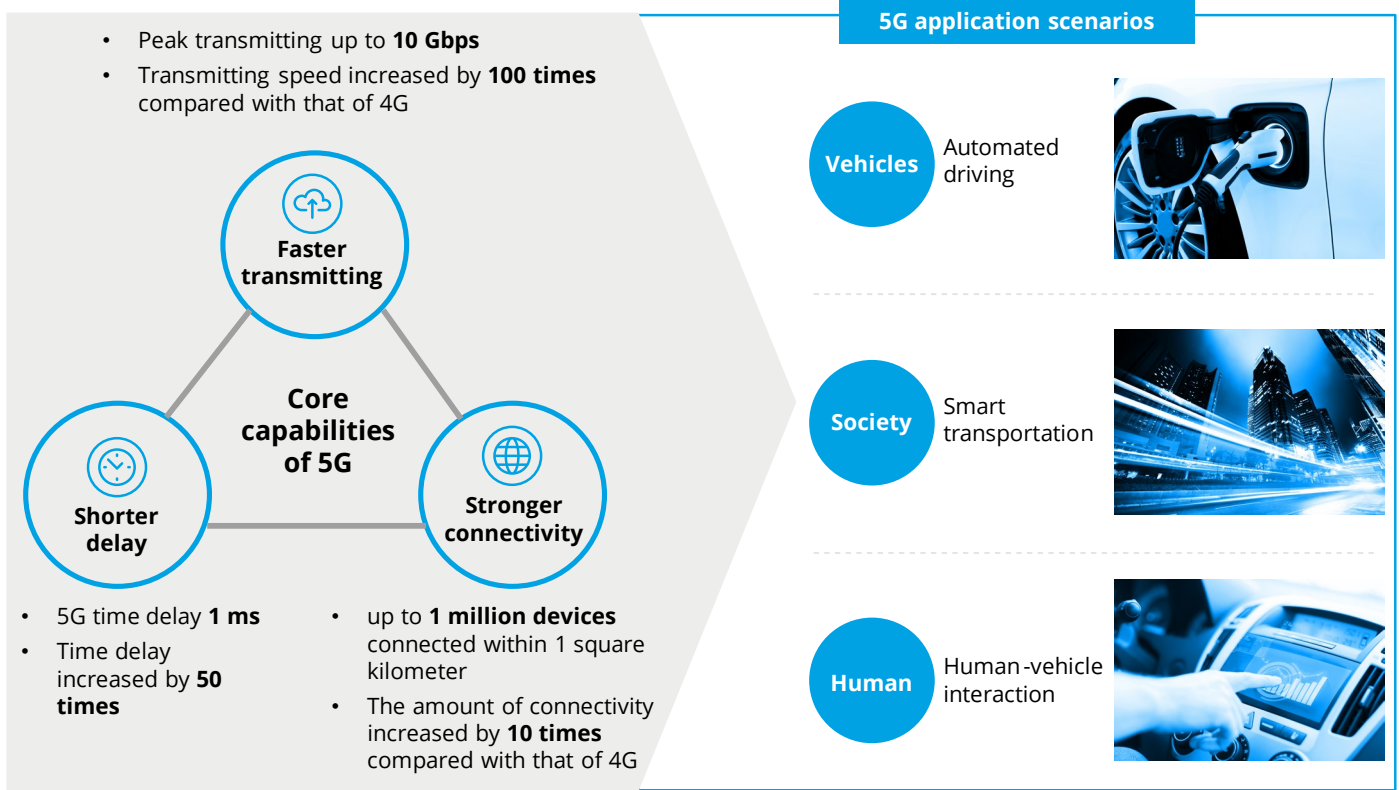 • Peak transmitting up to 10 Gbps
• Transmitting speed increased by 100 times
compared with that of 4G
Faster
transmitting
Core
capabilities
of 5G
Shorter
delay
Stronger
connectivity
• 5G time delay 1 ms
• Time delay
increased by 50
times
• up to 1 million devices
connected within 1 square
kilometer
• The amount of connectivity
increased by 10 times
compared with that of 4G
5G application scenarios
Vehicles
Automated
driving
Society
Smart
transportation
Human
Human-vehicle
interaction